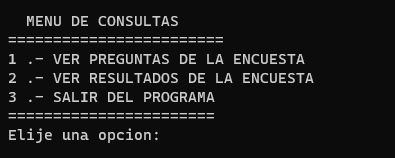 MENU DE CONSULTAS
========================
1 .- VER PREGUNTAS DE LA ENCUESTA
2 .- VER RESULTADOS DE LA ENCUESTA
3 .- SALIR DEL PROGRAMA
=======================
Elije una opcion: